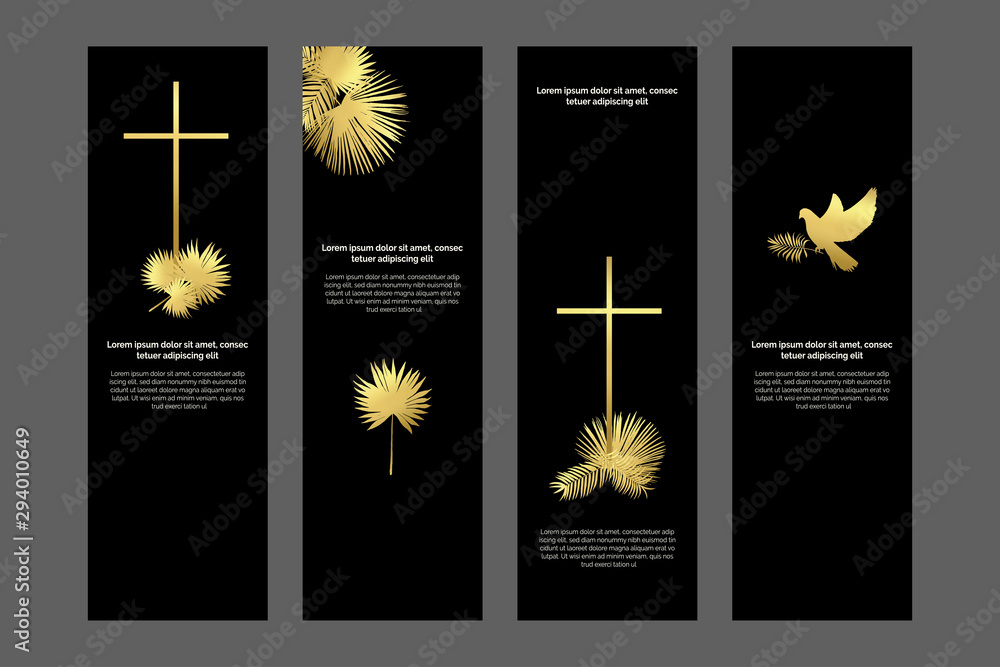 Lorem ipsum dolor sit amet, consec
tetuer adipiscing elit
Lorem ipsum dolor sit amet, consectetuer
adipiscing elit, sed diam nonummy nibh euismod
tincidunt ut laoreet dolore magna aliquam erat
volutpat. Ut wisi enim ad minim veniam, quis nos
trud exerci tation ul
Lorem ipsum dolor sit amet, consec
tetuer adipiscing elit
Lorem ipsum dolor sit amet, consectetuer
adipiscing elit, sed diam nonummy nibh euismod
tincidunt ut laoreet dolore magna aliquam erat
volutpat. Ut wisi enim ad minim veniam, quis nos
trud exerci tation ul
Lorem ipsum dolor sit amet, consec
tetuer adipiscing elit
Lorem ipsum dolor sit amet, consectetuer
adipiscing elit, sed diam nonummy nibh euismod
tincidunt ut laoreet dolore magna aliquam erat
volutpat. Ut wisi enim ad minim veniam, quis nos
trud exerci tation ul
Lorem ipsum dolor sit amet, consec
tetuer adipiscing elit
Lorem ipsum dolor sit amet, consectetuer
adipiscing elit, sed diam nonummy nibh euismod
tincidunt ut laoreet dolore magna aliquam erat
volutpat. Ut wisi enim ad minim veniam, quis nos
trud exerci tation ul
Adobe Stock | #294010649